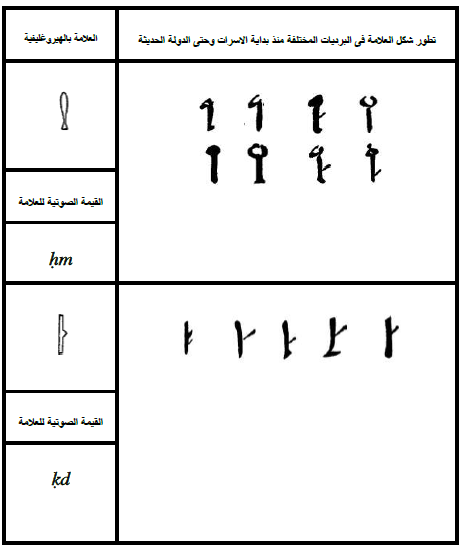 العلامة بالهيروغليفية
تطور شكل العلامة فى البرديات المختلفة منذ بداية الاسرات وحتى الدولة الحديثة
القيمة الصوتية للعلامة
ḥm
القيمة الصوتية للعلامة
ḳd